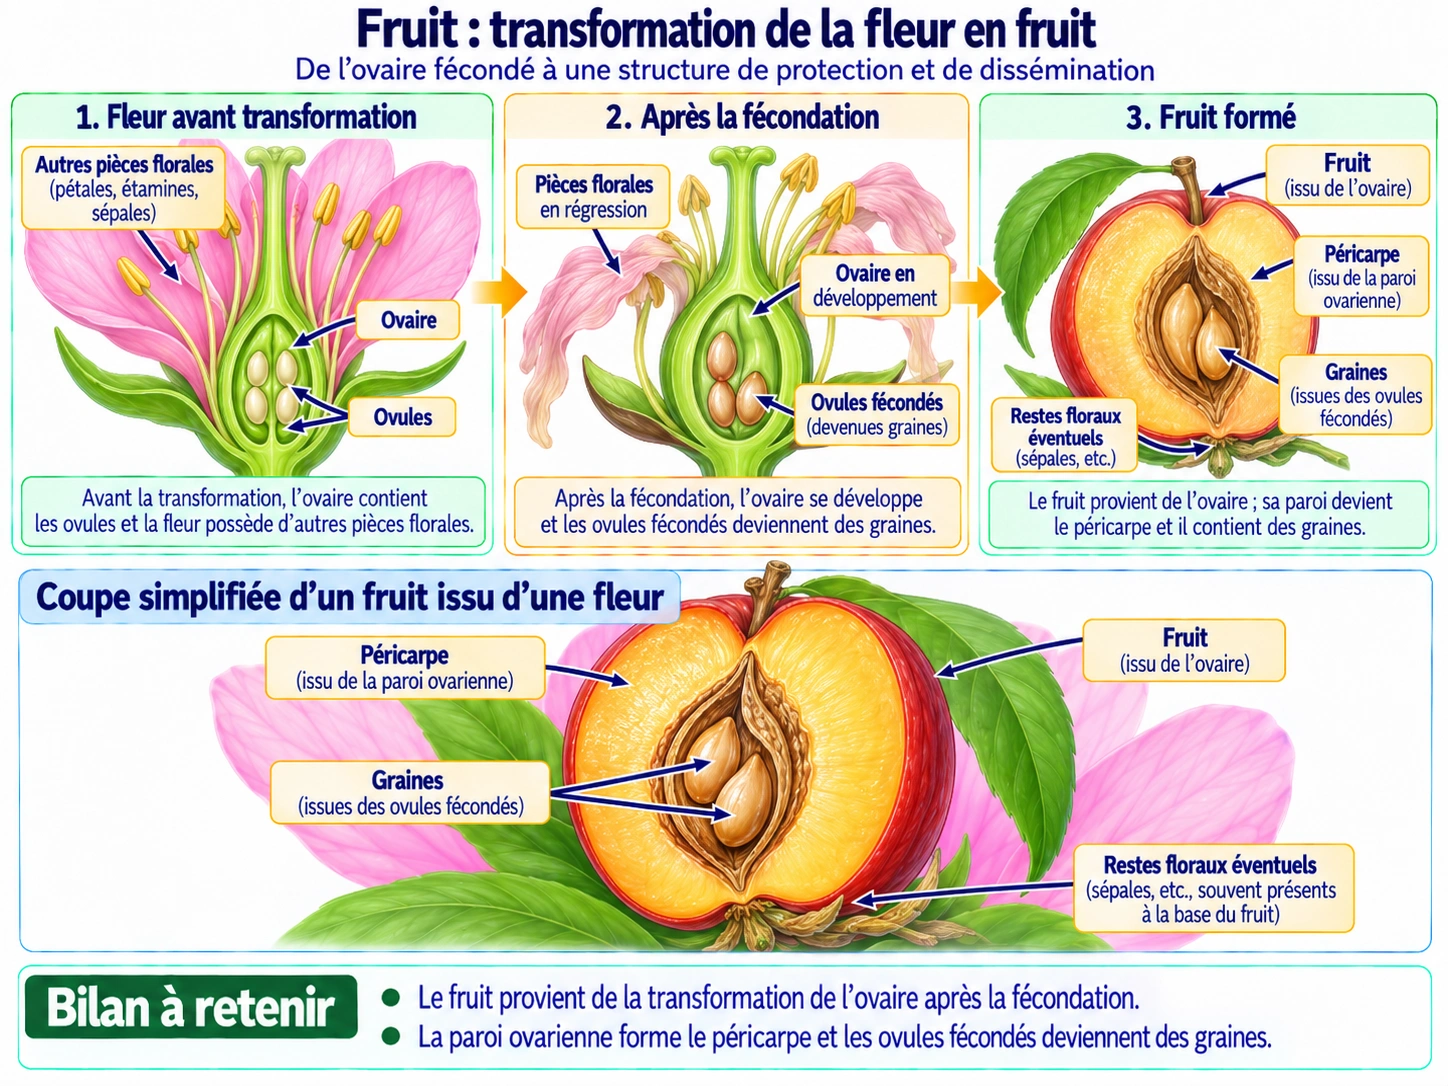 Fruit : transformation de la fleur en fruit
De l'ovaire fécondé à une structure de protection et de dissémination
1. Fleur avant transformation
Autres pièces florales
(pétales, étamines,
sépales)
Ovaire
Ovules
Avant la transformation, l'ovaire contient
les ovules et la fleur possède d'autres pièces florales.
2. Après la fécondation
Pièces florales
en régression
Ovaire en
développement
Ovules fécondés
(devenues graines)
Après la fécondation, l'ovaire se développe
et les ovules fécondés deviennent des graines.
3. Fruit formé
Fruit
(issu de l'ovaire)
Péricarpe
(issu de la paroi
ovarienne)
Graines
(issues des ovules
fécondés)
Restes floraux
éventuels
(sépales, etc.)
Le fruit provient de l'ovaire ; sa paroi devient
le péricarpe et il contient des graines.
Coupe simplifiée d'un fruit issu d'une fleur
Péricarpe
(issu de la paroi ovarienne)
Graines
(issues des ovules fécondés)
Fruit
(issu de l'ovaire)
Restes floraux éventuels
(sépales, etc., souvent présents
à la base du fruit)
Bilan à retenir
● Le fruit provient de la transformation de l'ovaire après la fécondation.
● La paroi ovarienne forme le péricarpe et les ovules fécondés deviennent des graines.